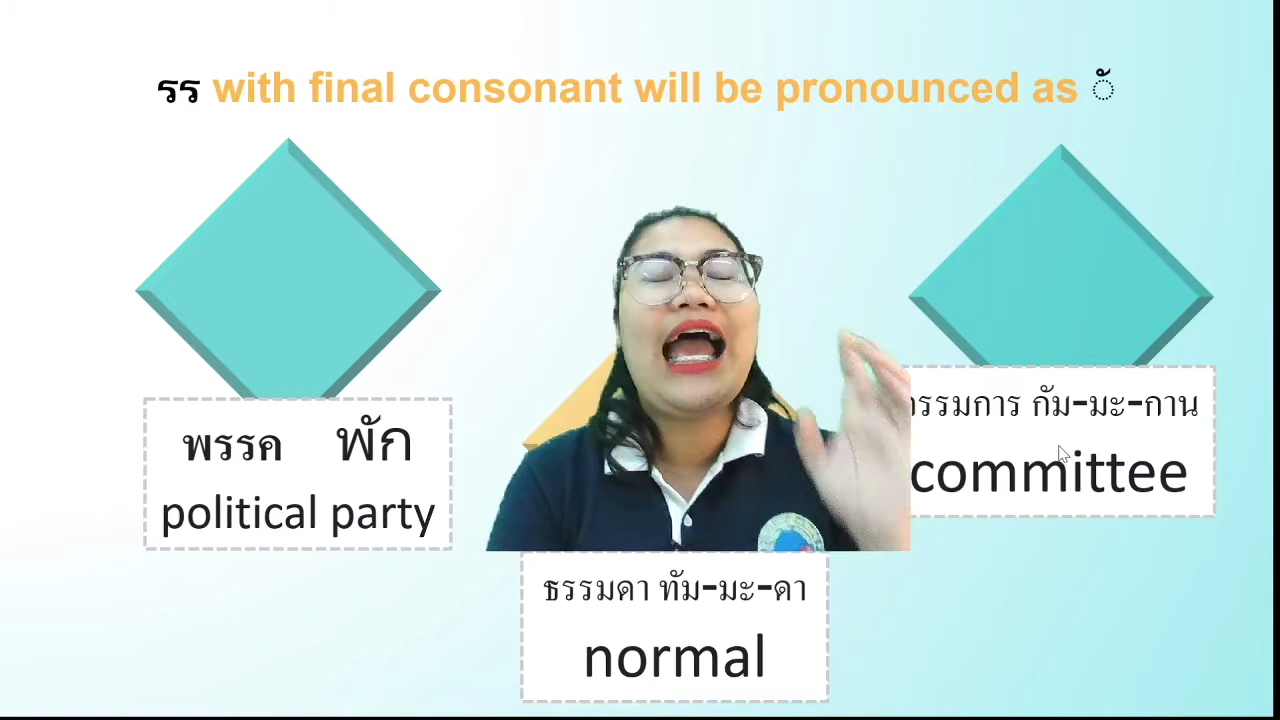 รร with final consonant will be pronounced as ั
พรรค พัก
political party
กรรมการ กัม-มะ-กาน
committee
ธรรมดา ทัม-มะ-ดา
normal